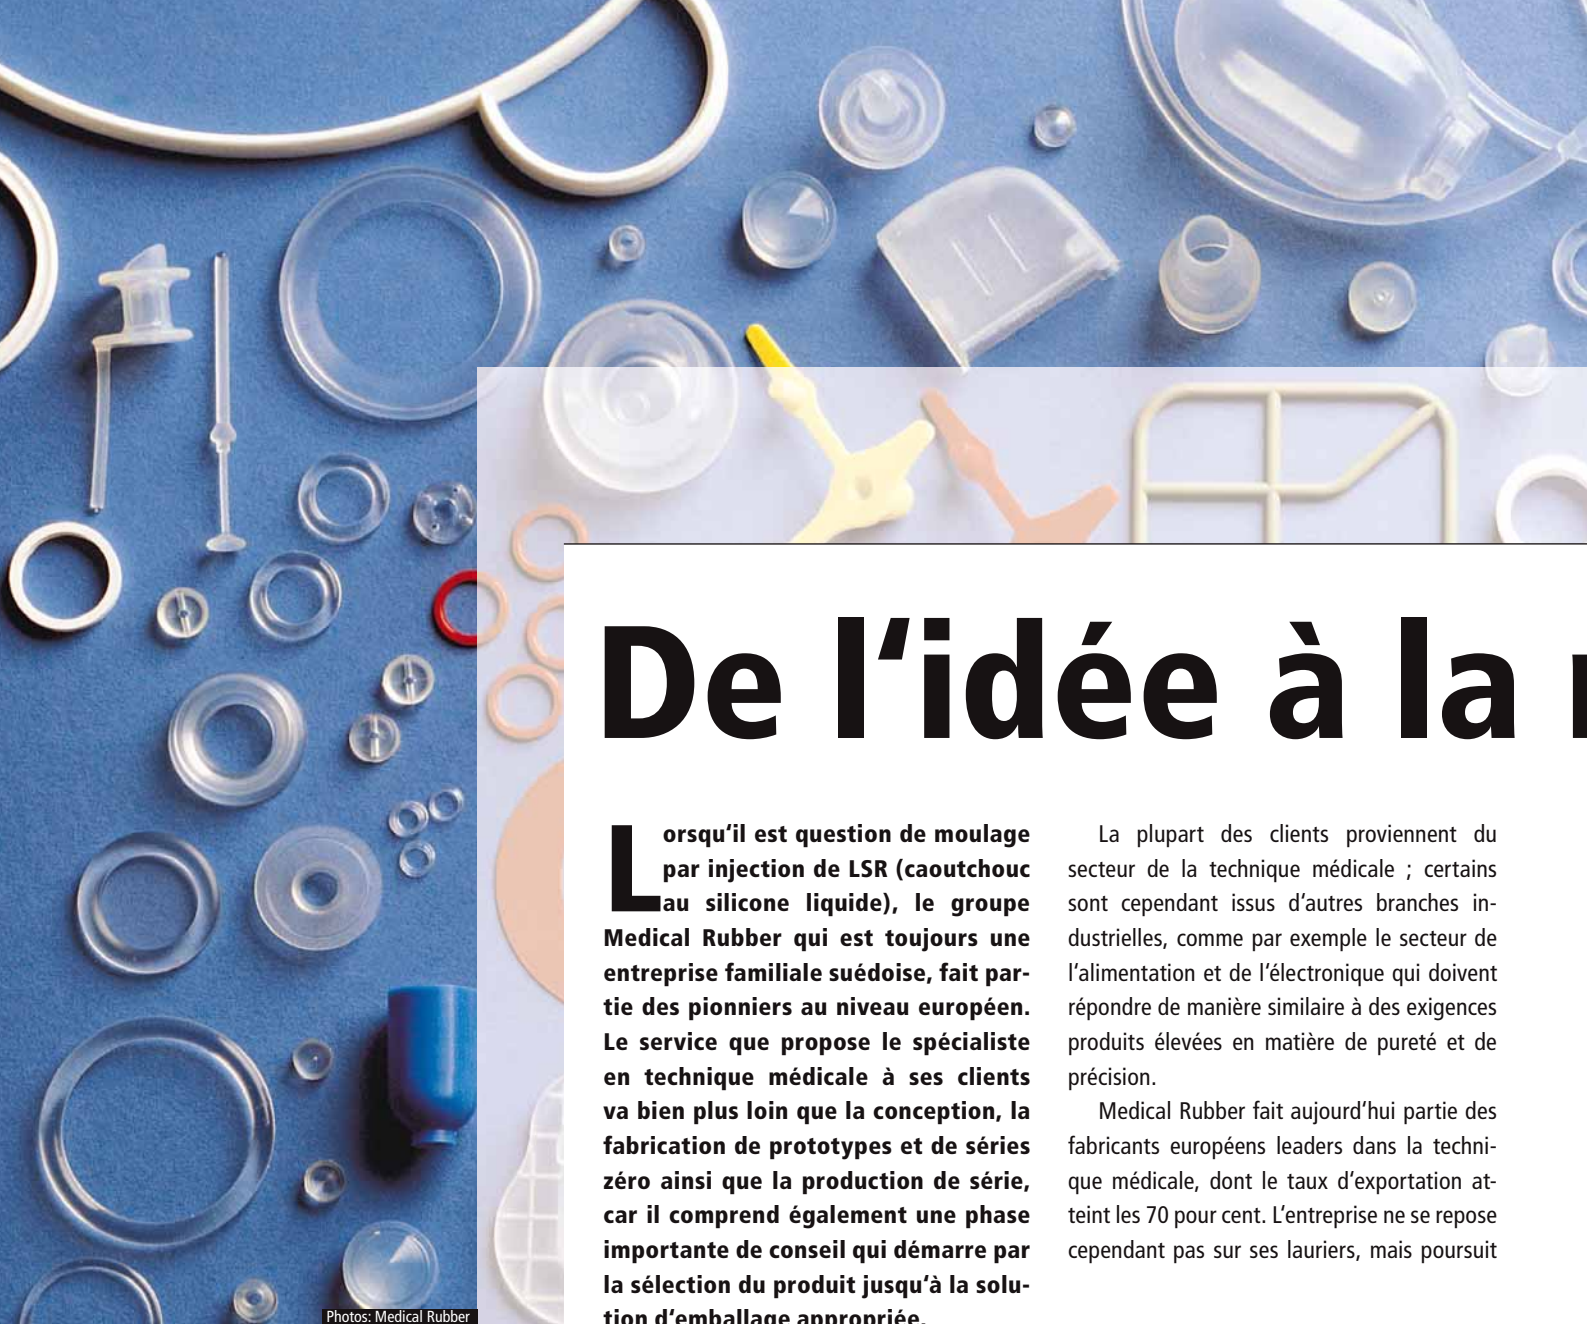 De l‘idée à la
Lorsqu‘il est question de moulage
par injection de LSR (caoutchouc
au silicone liquide), le groupe
Medical Rubber qui est toujours une
entreprise familiale suédoise, fait par-
tie des pionniers au niveau européen.
Le service que propose le spécialiste
en technique médicale à ses clients
va bien plus loin que la conception, la
fabrication de prototypes et de séries
zéro ainsi que la production de série,
car il comprend également une phase
importante de conseil qui démarre par
la sélection du produit jusqu‘à la solu-
tion d‘emballage appropriée.
La plupart des clients proviennent du
secteur de la technique médicale ; certains
sont cependant issus d’autres branches in-
dustrielles, comme par exemple le secteur de
l’alimentation et de l’électronique qui doivent
répondre de manière similaire à des exigences
produits élevées en matière de pureté et de
précision.
Medical Rubber fait aujourd‘hui partie des
fabricants européens leaders dans la techni-
que médicale, dont le taux d‘exportation at-
teint les 70 pour cent. L‘entreprise ne se repose
cependant pas sur ses lauriers, mais poursuit
Photos: Medical Rubber